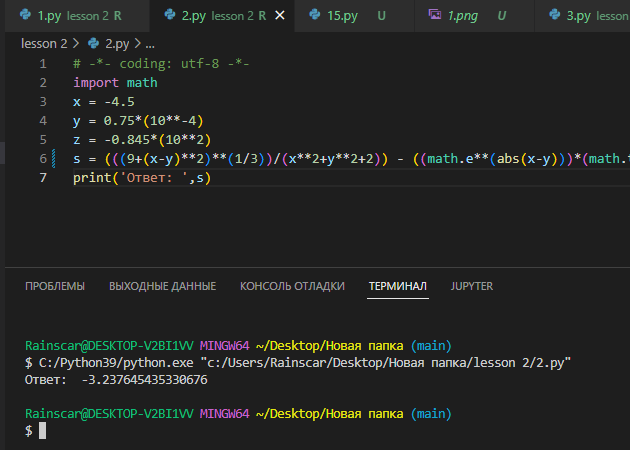 1.py lesson 2 R 2.py lesson 2 R 15.py U 1.png U 3.py lesson 2
lesson 2 > 2.py > ...
1 # -*- coding: utf-8 -*-
2 import math
3 x = -4.5
4 y = 0.75*(10**-4)
5 z = -0.845*(10**2)
6 s = (((9+(x-y)**2)**(1/3))/(x**2+y**2+2)) - ((math.e**(abs(x-y)))*(math.
7 print('Ответ: ',s)
ПРОБЛЕМЫ ВЫХОДНЫЕ ДАННЫЕ КОНСОЛЬ ОТЛАДКИ ТЕРМИНАЛ JUPYTER
Rainscar@DESKTOP-V2BI1VV MINGW64 ~/Desktop/Новая папка (main)
$ C:/Python39/python.exe "c:/Users/Rainscar/Desktop/Новая папка/lesson 2/2.py"
Ответ:  -3.237645435330676
Rainscar@DESKTOP-V2BI1VV MINGW64 ~/Desktop/Новая папка (main)
$